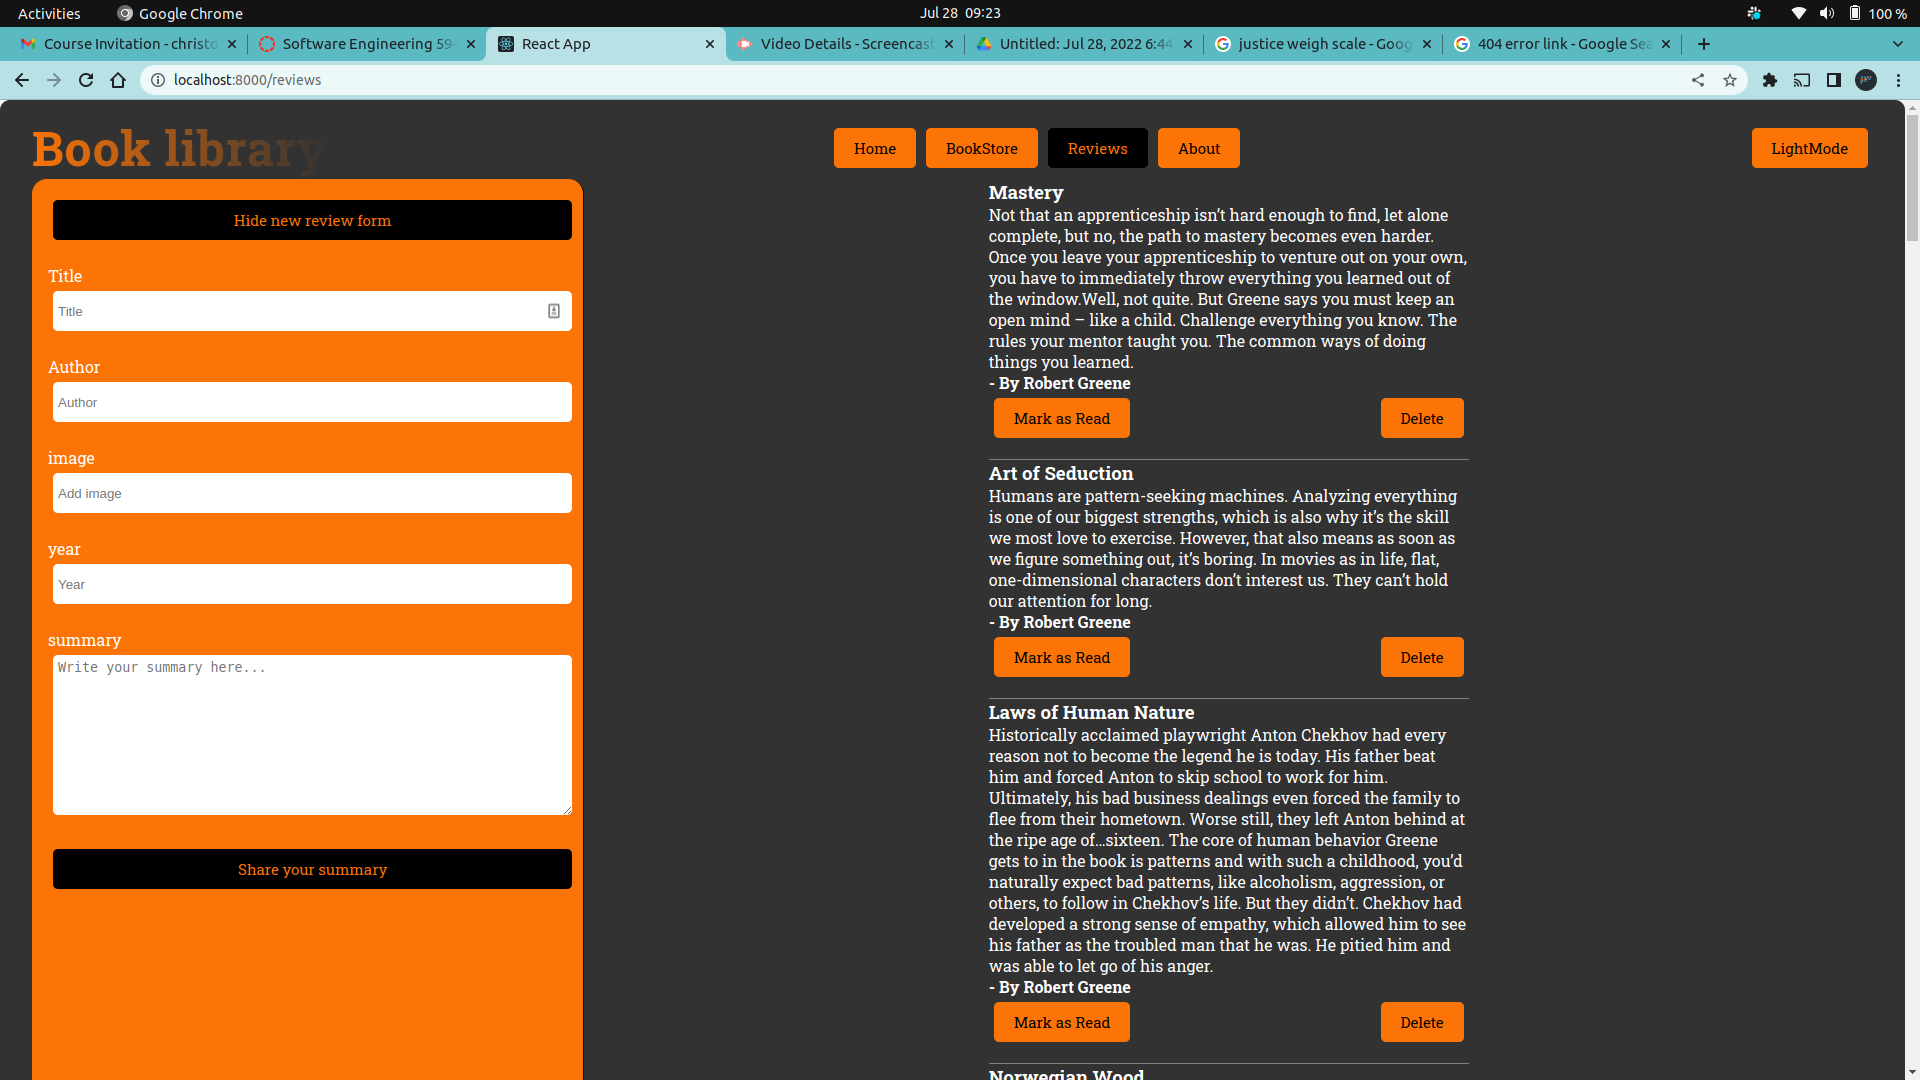 Activities
Google Chrome
Jul 28 09:23
100 %
Course Invitation - christo
Software Engineering 59-
React App
Video Details - Screencast
Untitled: Jul 28, 2022 6:44
justice weigh scale - Goog
404 error link - Google Sea
localhost:8000/reviews
Book library
Home
BookStore
Reviews
About
LightMode
Hide new review form
Title
Title
Author
Author
image
Add image
year
Year
summary
Write your summary here...
Share your summary
Mastery
Not that an apprenticeship isn’t hard enough to find, let alone
complete, but no, the path to mastery becomes even harder.
Once you leave your apprenticeship to venture out on your own,
you have to immediately throw everything you learned out of
the window.Well, not quite. But Greene says you must keep an
open mind – like a child. Challenge everything you know. The
rules your mentor taught you. The common ways of doing
things you learned.
- By Robert Greene
Mark as Read
Delete
Art of Seduction
Humans are pattern-seeking machines. Analyzing everything
is one of our biggest strengths, which is also why it’s the skill
we most love to exercise. However, that also means as soon as
we figure something out, it’s boring. In movies as in life, flat,
one-dimensional characters don’t interest us. They can’t hold
our attention for long.
- By Robert Greene
Mark as Read
Delete
Laws of Human Nature
Historically acclaimed playwright Anton Chekhov had every
reason not to become the legend he is today. His father beat
him and forced Anton to skip school to work for him.
Ultimately, his bad business dealings even forced the family to
flee from their hometown. Worse still, they left Anton behind at
the ripe age of…sixteen. The core of human behavior Greene
gets to in the book is patterns and with such a childhood, you’d
naturally expect bad patterns, like alcoholism, aggression, or
others, to follow in Chekhov’s life. But they didn’t. Chekhov had
developed a strong sense of empathy, which allowed him to see
his father as the troubled man that he was. He pitied him and
was able to let go of his anger.
- By Robert Greene
Mark as Read
Delete
Norwegian Wood